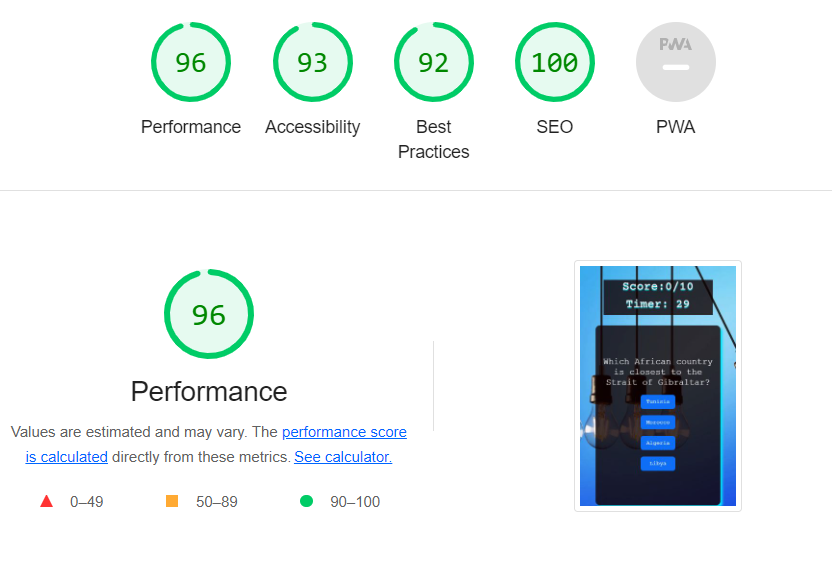 96
93
92
100
PWA
Performance
Accessibility
Best
Practices
SEO
PWA
96
Performance
Values are estimated and may vary. The performance score
is calculated directly from these metrics. See calculator.
0–49
50–89
90–100
Score:0/10
Timer: 29
Which African country
is closest to the
Strait of Gibraltar?
Tunisia
Morocco
Algeria
Libya